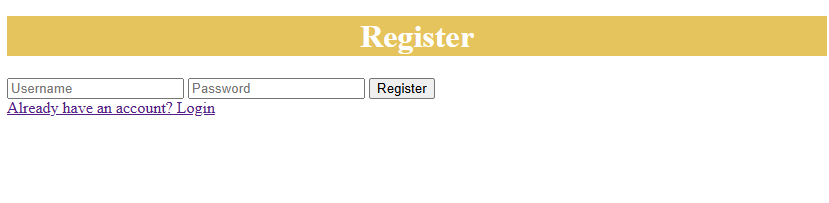 Register
Username Password Register
Already have an account? Login